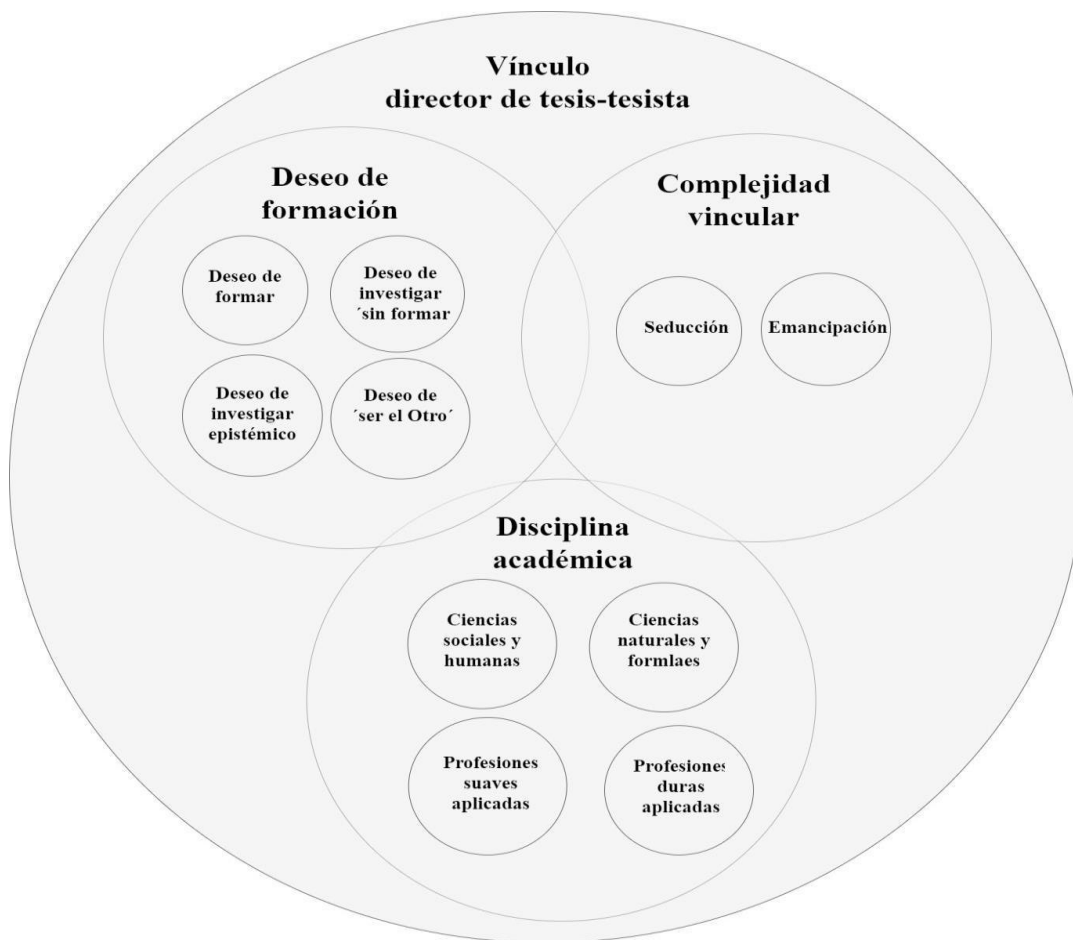 Vínculo
director de tesis-tesista
Deseo de
formación
Deseo de
formar
Deseo de
investigar
´sin formar
Deseo de
investigar
epistémico
Deseo de
´ser el Otro´
Complejidad
vincular
Seducción
Emancipación
Disciplina
académica
Ciencias
sociales y
humanas
Ciencias
naturales y
formlaes
Profesiones
suaves
aplicadas
Profesiones
duras
aplicadas